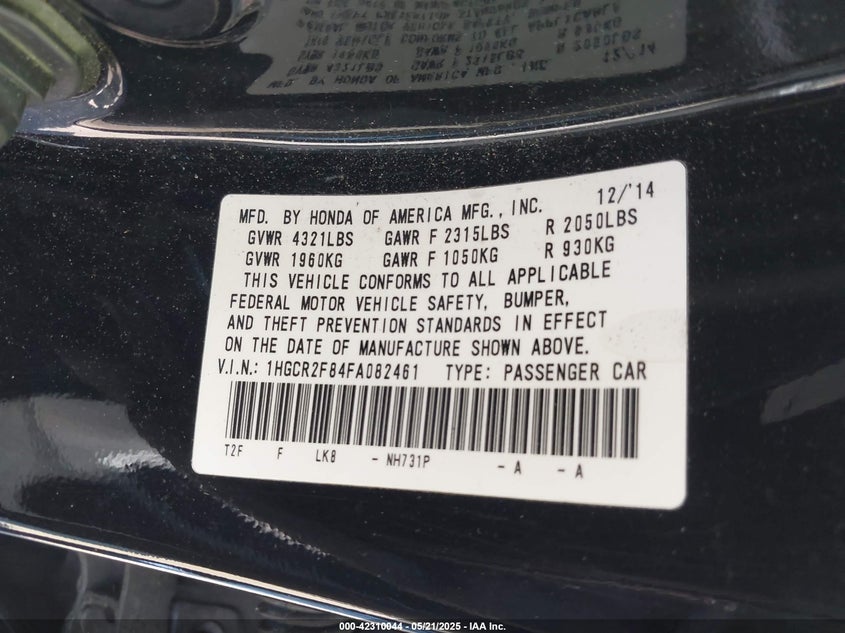 MFD. BY HONDA OF AMERICA MFG., INC. 12/'14
GVWR 4321LBS GAWR F 2315LBS R 2050LBS
GVWR 1960KG GAWR F 1050KG R 930KG
THIS VEHICLE CONFORMS TO ALL APPLICABLE
FEDERAL MOTOR VEHICLE SAFETY, BUMPER,
AND THEFT PREVENTION STANDARDS IN EFFECT
ON THE DATE OF MANUFACTURE SHOWN ABOVE.
V.I.N.: 1HGCR2F84FA082461 TYPE: PASSENGER CAR
T2F F LKB - NH731P - A - A
000-42310044 - 05/21/2025 - IAA Inc.